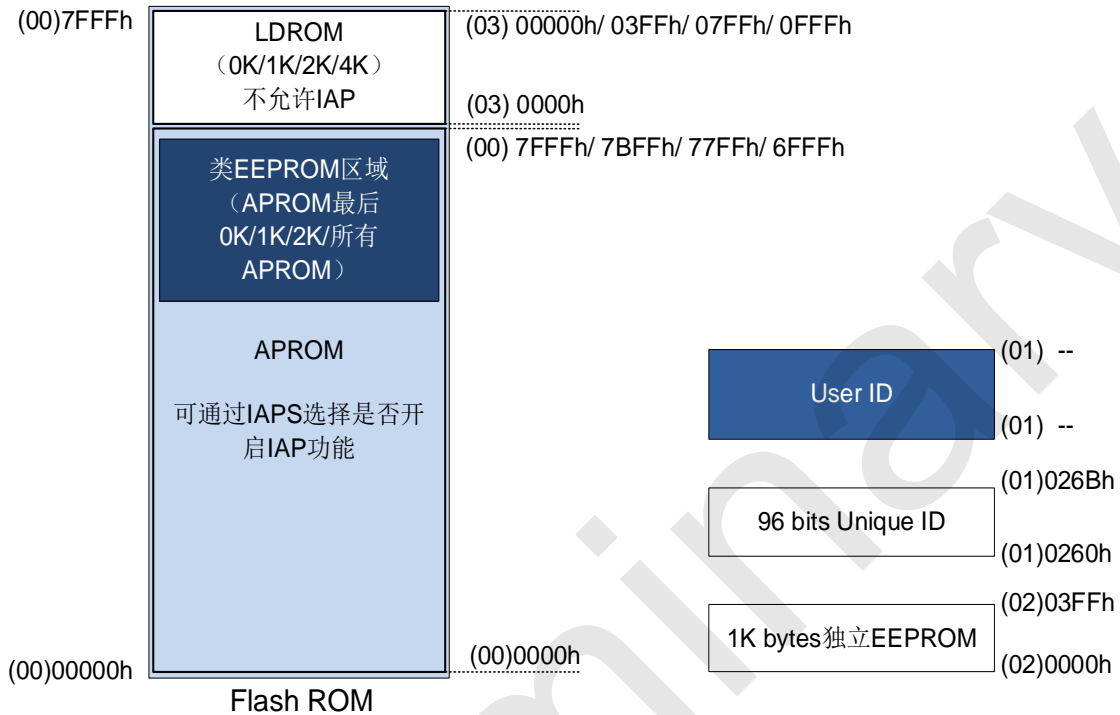 (00)7FFFh
LDROM
（0K/1K/2K/4K）
不允许IAP
(03) 00000h/ 03FFh/ 07FFh/ 0FFFh
(03) 0000h
(00) 7FFFh/ 7BFFh/ 77FFh/ 6FFFh
类EEPROM区域
（APROM最后
0K/1K/2K/所有
APROM）
APROM
可通过IAPS选择是否开
启IAP功能
(00)00000h
(00)0000h
Flash ROM
(01) --
User ID
(01) --
(01)026Bh
96 bits Unique ID
(01)0260h
(02)03FFh
1K bytes独立EEPROM
(02)0000h
minary